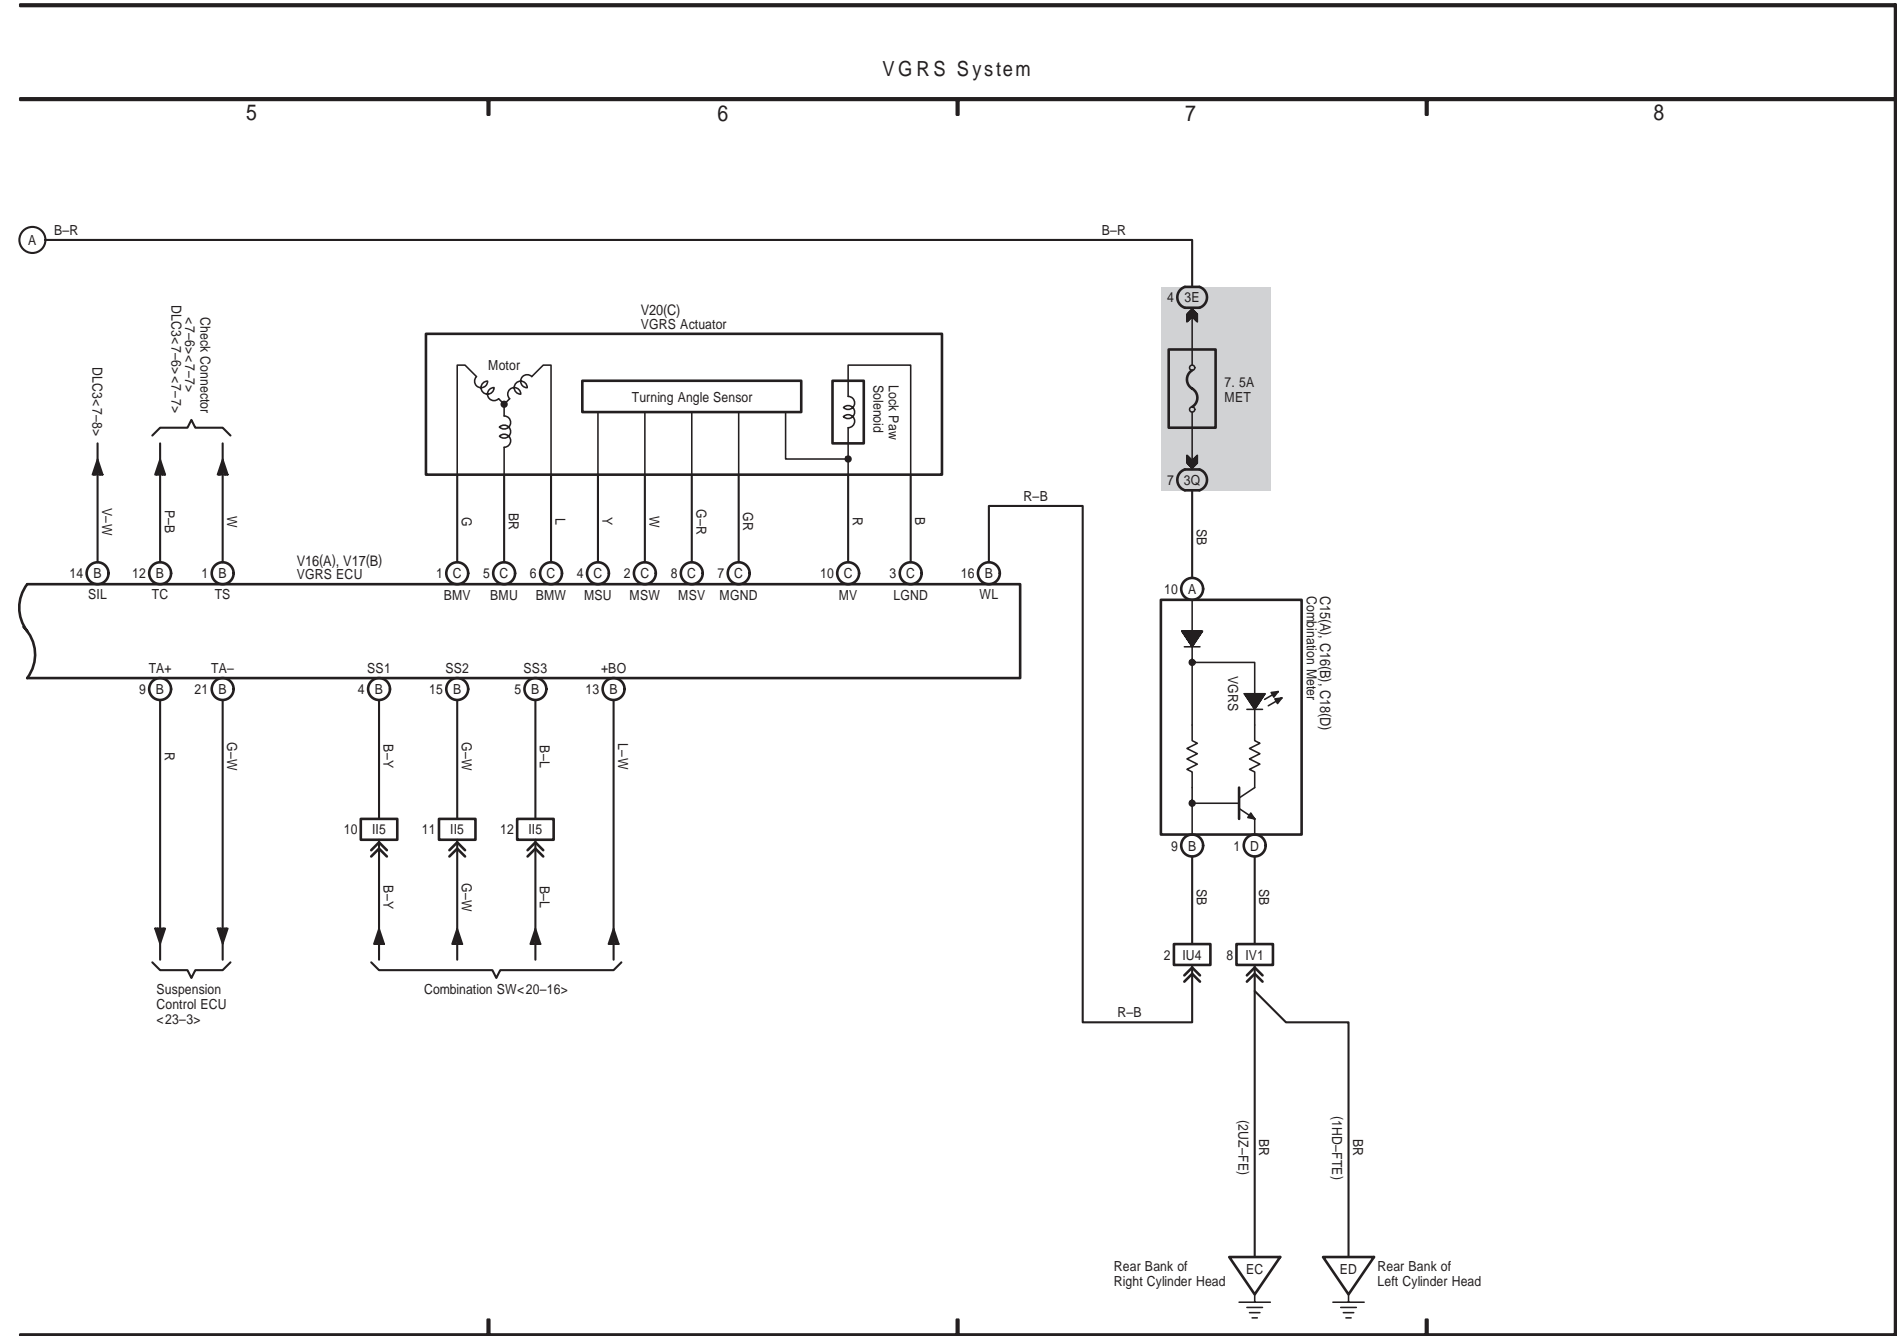 VGRS System
5
6
7
8
A
B–R
B–R
4
3E
7. 5A
MET
7
3Q
SB
V20(C)
VGRS Actuator
Motor
Turning Angle Sensor
Lock Paw
Solenoid
Check Connector
<7–6><7–7>
DLC3<7–6><7–7>
DLC3<7–8>
V–W
P–B
W
G
BR
L
Y
W
G–R
GR
R
B
R–B
V16(A), V17(B)
VGRS ECU
14 B
12 B
1 B
1 C
5 C
6 C
4 C
2 C
8 C
7 C
10 C
3 C
16 B
SIL
TC
TS
BMV
BMU
BMW
MSU
MSW
MSV
MGND
MV
LGND
WL
TA+
TA–
SS1
SS2
SS3
+BO
9 B
21 B
4 B
15 B
5 B
13 B
R
G–W
B–Y
G–W
B–L
L–W
10 II5
11 II5
12 II5
B–Y
G–W
B–L
Suspension
Control ECU
<23–3>
Combination SW<20–16>
10 A
C15(A), C16(B), C18(D)
Combination Meter
VGRS
9 B
1 D
SB
SB
2 IU4
8 IV1
R–B
BR
(2UZ–FE)
BR
(1HD–FTE)
Rear Bank of
Right Cylinder Head
EC
ED
Rear Bank of
Left Cylinder Head